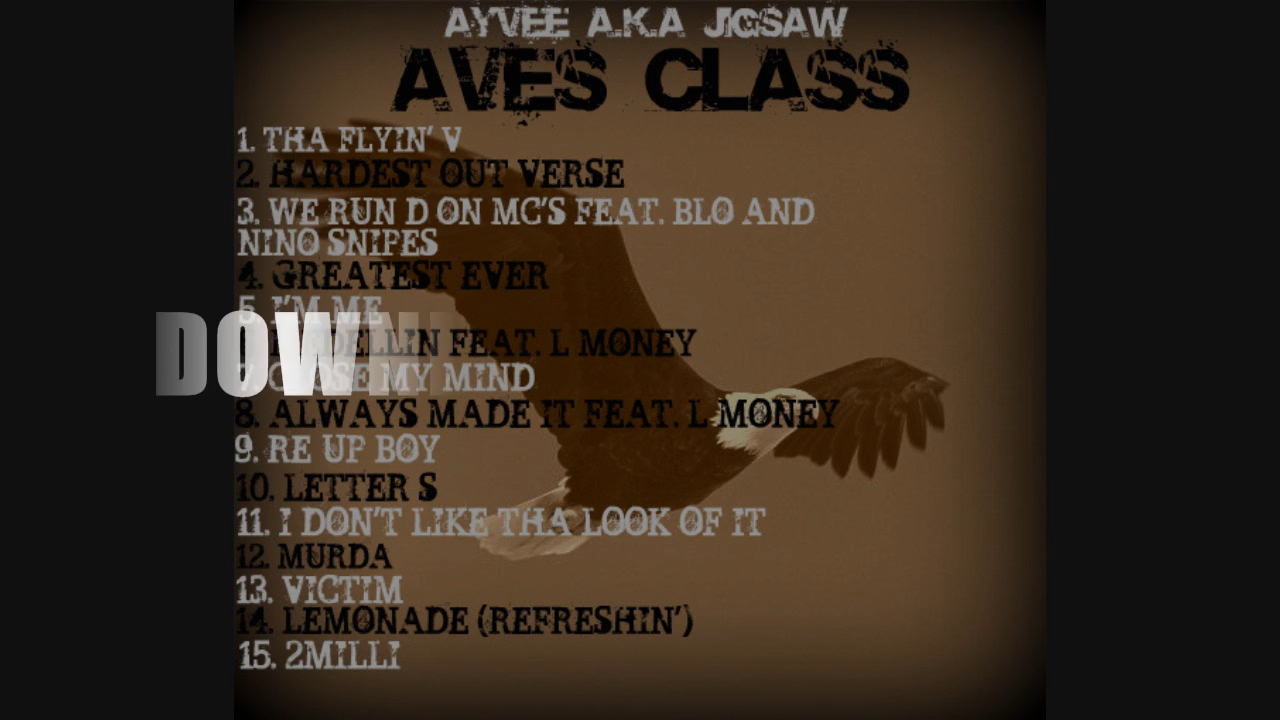 AYVEE A.K.A JIGSAW
AVES CLASS
1. THA FLYIN' V
2. HARDEST OUT VERSE
3. WE RUN D ON MC'S FEAT. BLO AND
NINO SNIPES
4. GREATEST EVER
5. I'M ME
DOWN
FEAT. L MONEY
7. MY MIND
8. ALWAYS MADE IT FEAT. L MONEY
9. RE UP BOY
10. LETTER S
11. I DON'T LIKE THA LOOK OF IT
12. MURDA
13. VICTIM
14. LEMONADE (REFRESHIN')
15. 2MILLI